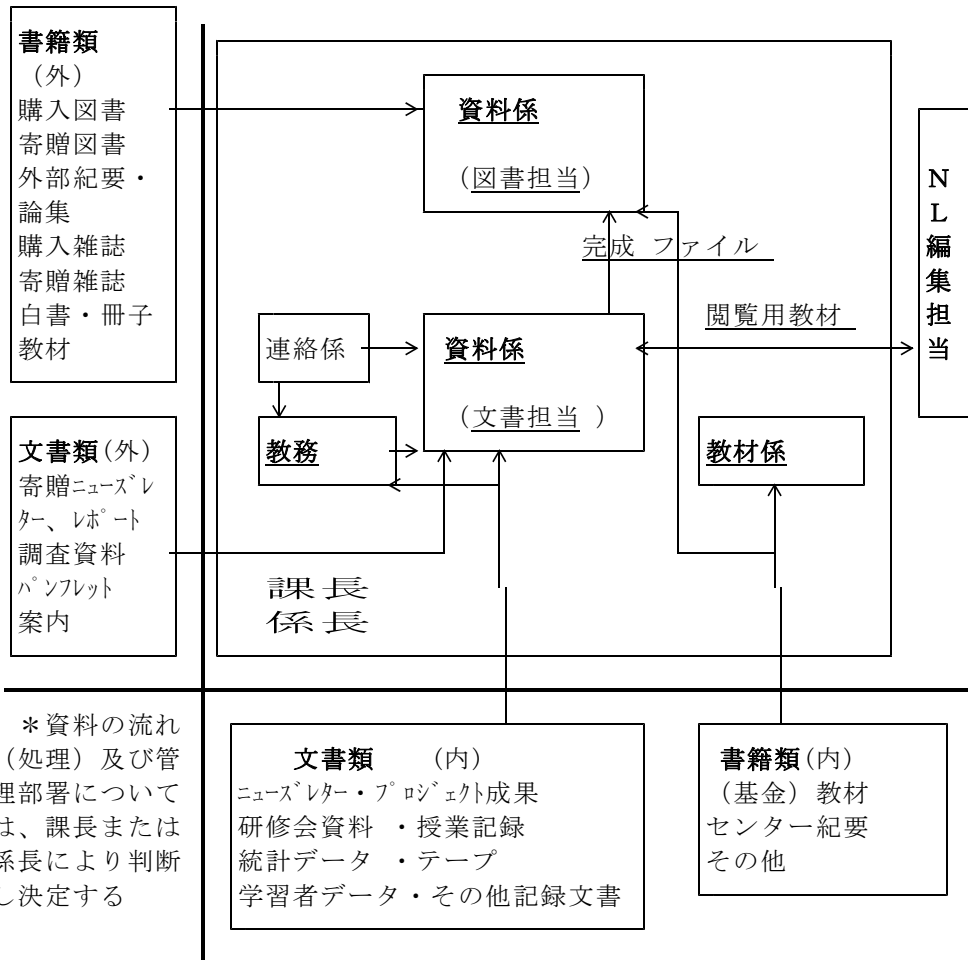 書籍類
（外）
購入図書
寄贈図書
外部紀要・
論集
購入雑誌
寄贈雑誌
白書・冊子
教材
資料係
（図書担当）
完成 ファイル
閲覧用教材
ＮＬ編集担当
連絡係
資料係
（文書担当 ）
教務
教材係
文書類(外)
寄贈ﾆｭｰｽﾞﾚ
ﾀｰ、ﾚﾎﾟｰﾄ
調査資料
ﾊﾟﾝﾌﾚｯﾄ
案内
課長
係長
＊資料の流れ
（処理）及び管
理部署について
は、課長または
係長により判断
し決定する
文書類 （内）
ﾆｭｰｽﾞﾚﾀｰ・ﾌﾟﾛｼﾞｪｸﾄ成果
研修会資料 ・授業記録
統計データ ・テープ
学習者データ・その他記録文書
書籍類(内)
（基金）教材
センター紀要
その他